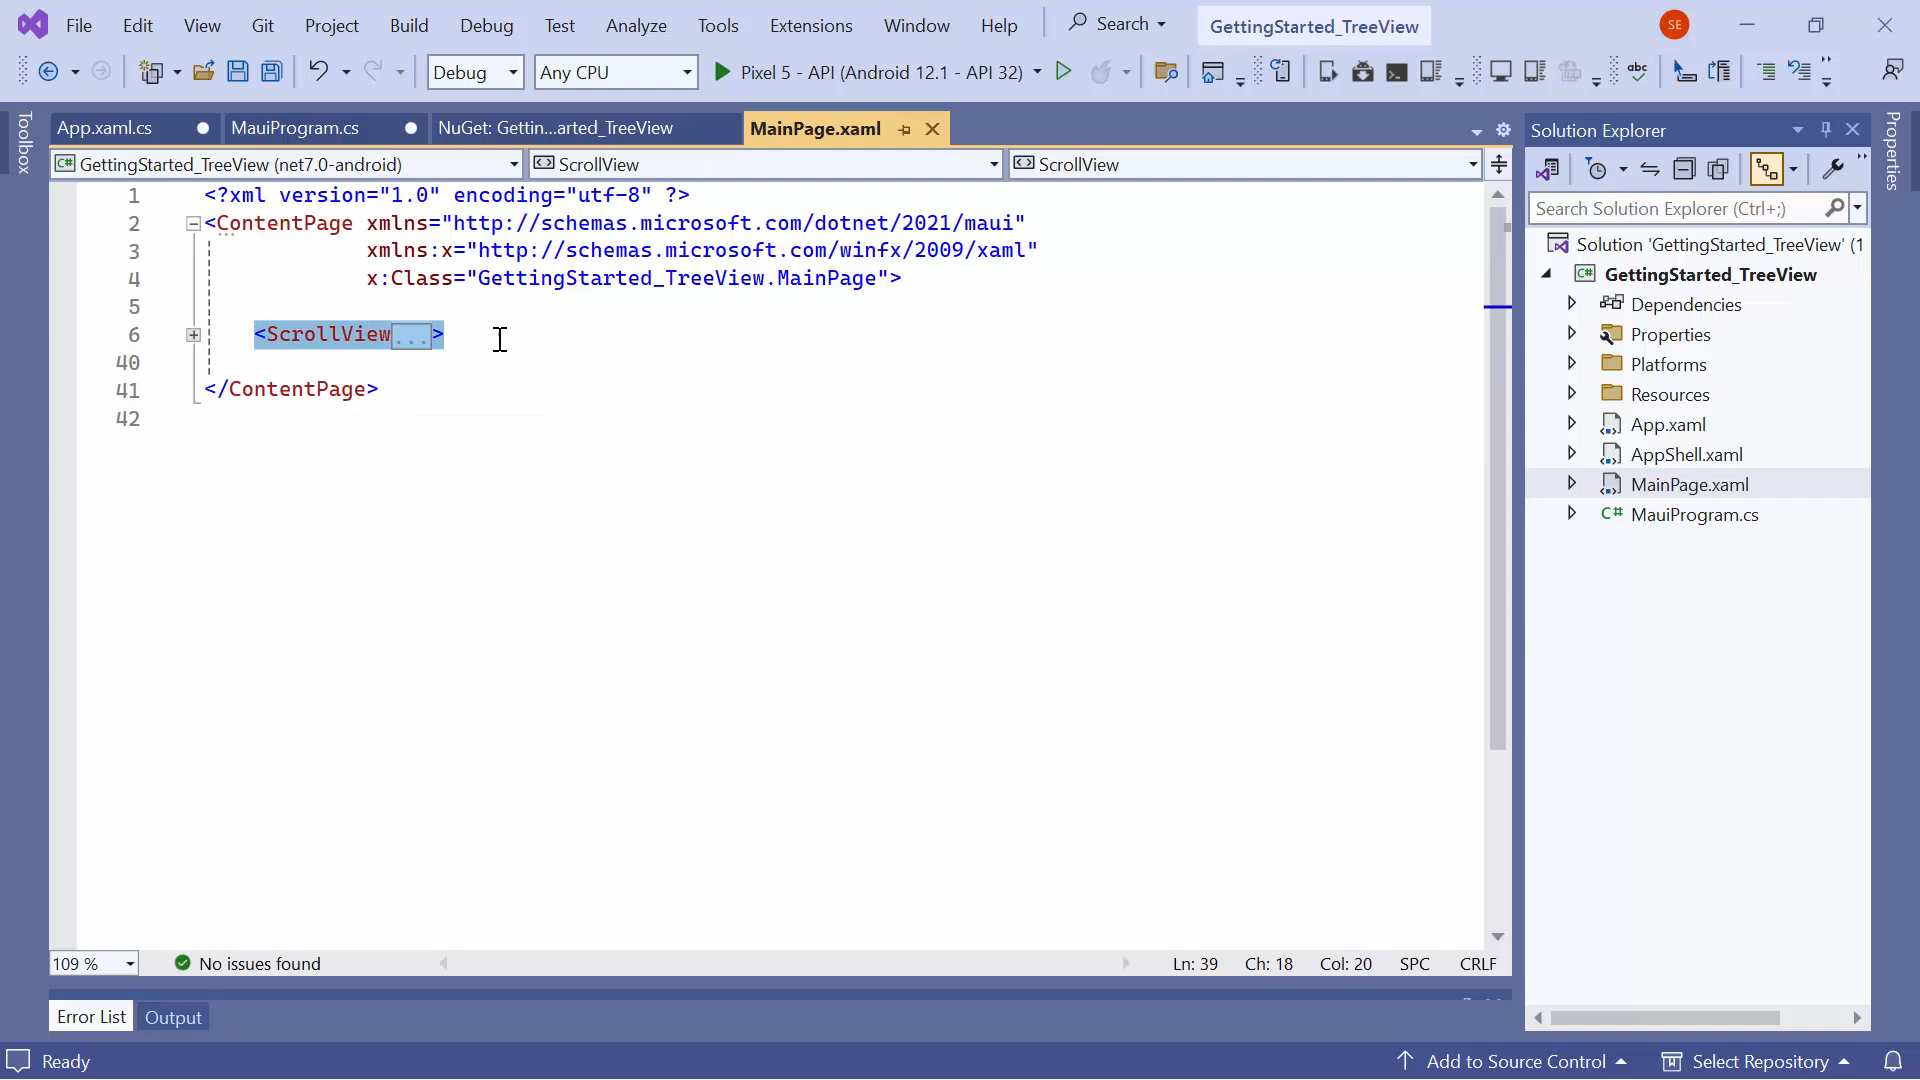 File Edit View Git Project Build Debug Test Analyze Tools Extensions Window Help Search GettingStarted_TreeView SE
Debug Any CPU Pixel 5 - API (Android 12.1 - API 32) abc
Toolbox
App.xaml.cs MauiProgram.cs NuGet: Gettin...arted_TreeView MainPage.xaml
C# GettingStarted_TreeView (net7.0-android) ScrollView ScrollView
1 <?xml version="1.0" encoding="utf-8" ?>
2 <ContentPage xmlns="http://schemas.microsoft.com/dotnet/2021/maui"
3 xmlns:x="http://schemas.microsoft.com/winfx/2009/xaml"
4 x:Class="GettingStarted_TreeView.MainPage">
5
6 <ScrollView...>
40
41 </ContentPage>
42
109 % No issues found Ln: 39 Ch: 18 Col: 20 SPC CRLF
Error List Output
Solution Explorer
Search Solution Explorer (Ctrl+;)
Solution 'GettingStarted_TreeView' (1
C# GettingStarted_TreeView
Dependencies
Properties
Platforms
Resources
App.xaml
AppShell.xaml
MainPage.xaml
C# MauiProgram.cs
Properties
Ready Add to Source Control Select Repository